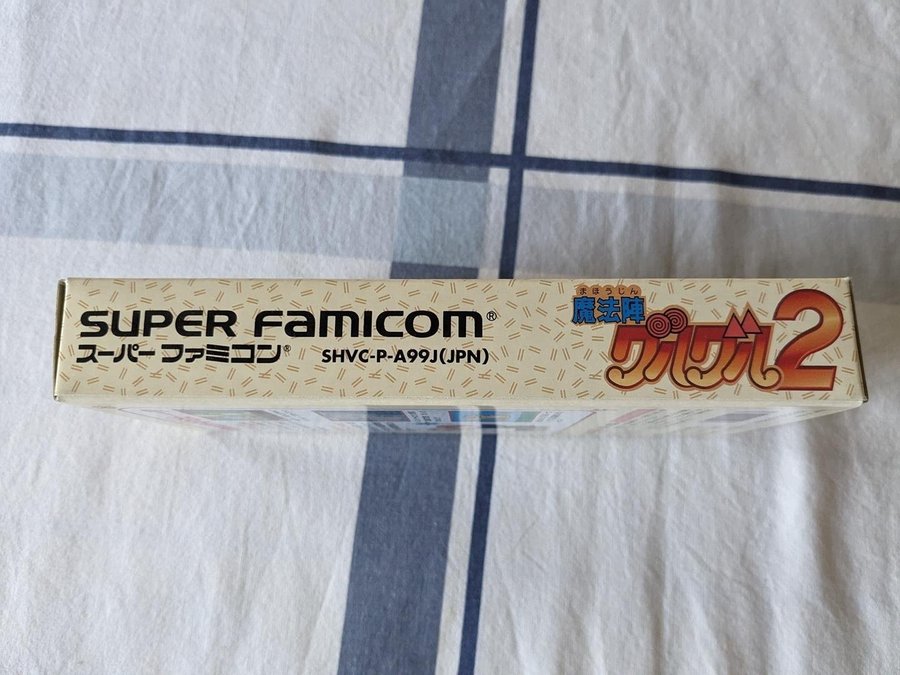 SUPER FAMICOM®
スーパーファミコン®
SHVC-P-A99J(JPN)
まほうじん
魔法陣
グルグル2